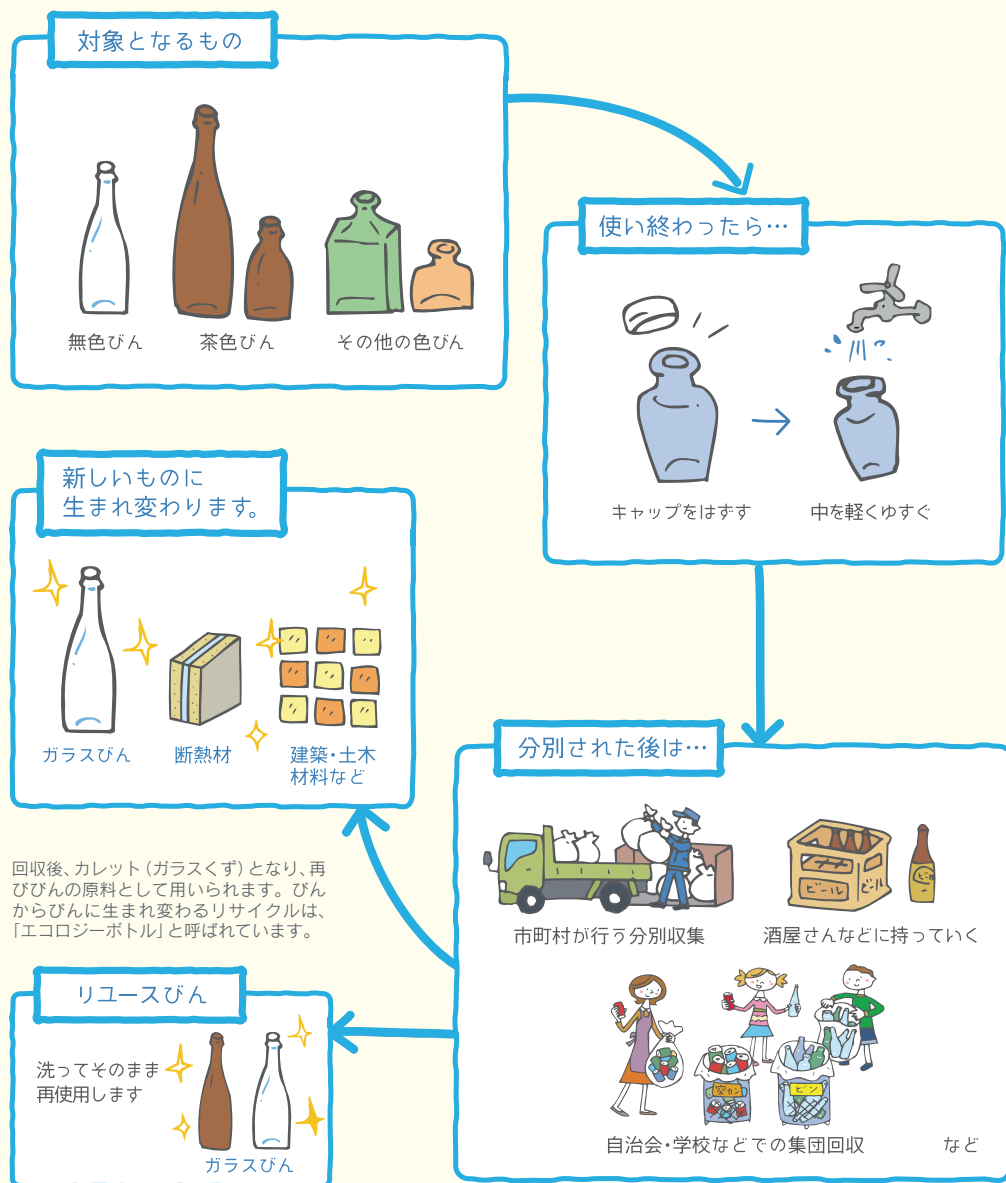 対象となるもの
無色びん
茶色びん
その他の色びん
使い終わったら…
キャップをはずす
中を軽くゆすぐ
分別された後は…
市町村が行う分別収集
ビール
ビール
ビール
酒屋さんなどに持っていく
空カン
ビン
自治会・学校などでの集団回収
など
新しいものに
生まれ変わります。
ガラスびん
断熱材
建築・土木
材料など
回収後、カレット（ガラスくず）となり、再
びびんの原料として用いられます。びん
からびんに生まれ変わるリサイクルは、
「エコロジーボトル」と呼ばれています。
リユースびん
洗ってそのまま
再使用します
ガラスびん